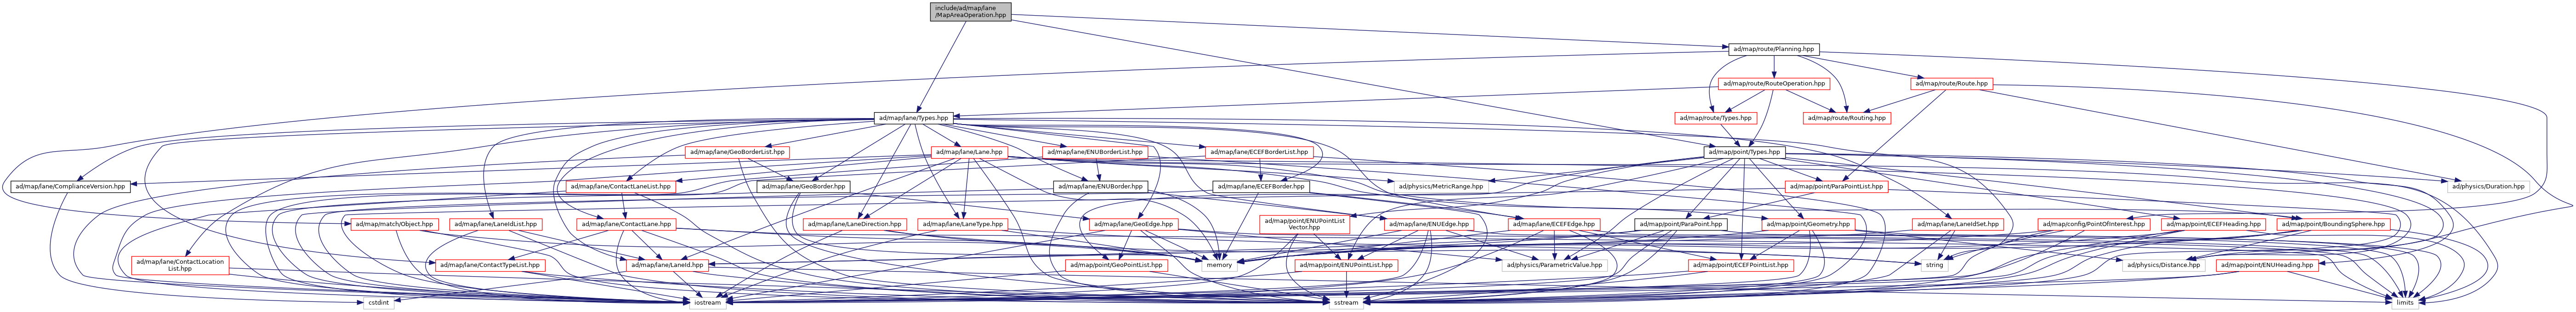 include/ad/map/lane
/MapAreaOperation.hpp
ad/map/route/Planning.hpp
ad/map/route/RouteOperation.hpp
ad/map/route/Route.hpp
ad/map/lane/Types.hpp
ad/map/route/Types.hpp
ad/map/route/Routing.hpp
ad/map/lane/GeoBorderList.hpp
ad/map/lane/Lane.hpp
ad/map/lane/ENUBorderList.hpp
ad/map/lane/ECEFBorderList.hpp
ad/map/point/Types.hpp
ad/map/lane/ComplianceVersion.hpp
ad/map/lane/ContactLaneList.hpp
ad/map/lane/GeoBorder.hpp
ad/map/lane/ENUBorder.hpp
ad/map/lane/ECEFBorder.hpp
ad/physics/MetricRange.hpp
ad/map/point/ParaPointList.hpp
ad/physics/Duration.hpp
ad/map/match/Object.hpp
ad/map/lane/LaneIdList.hpp
ad/map/lane/ContactLane.hpp
ad/map/lane/LaneDirection.hpp
ad/map/lane/LaneType.hpp
ad/map/lane/GeoEdge.hpp
ad/map/point/ENUPointList
Vector.hpp
ad/map/lane/ENUEdge.hpp
ad/map/lane/ECEFEdge.hpp
ad/map/point/ParaPoint.hpp
ad/map/point/Geometry.hpp
ad/map/lane/LaneIdSet.hpp
ad/map/config/PointOfInterest.hpp
ad/map/point/ECEFHeading.hpp
ad/map/point/BoundingSphere.hpp
ad/map/lane/ContactLocation
List.hpp
ad/map/lane/ContactTypeList.hpp
ad/map/lane/LaneId.hpp
ad/map/point/GeoPointList.hpp
memory
ad/map/point/ENUPointList.hpp
ad/physics/ParametricValue.hpp
ad/map/point/ECEFPointList.hpp
string
ad/physics/Distance.hpp
ad/map/point/ENUHeading.hpp
cstdint
iostream
sstream
limits